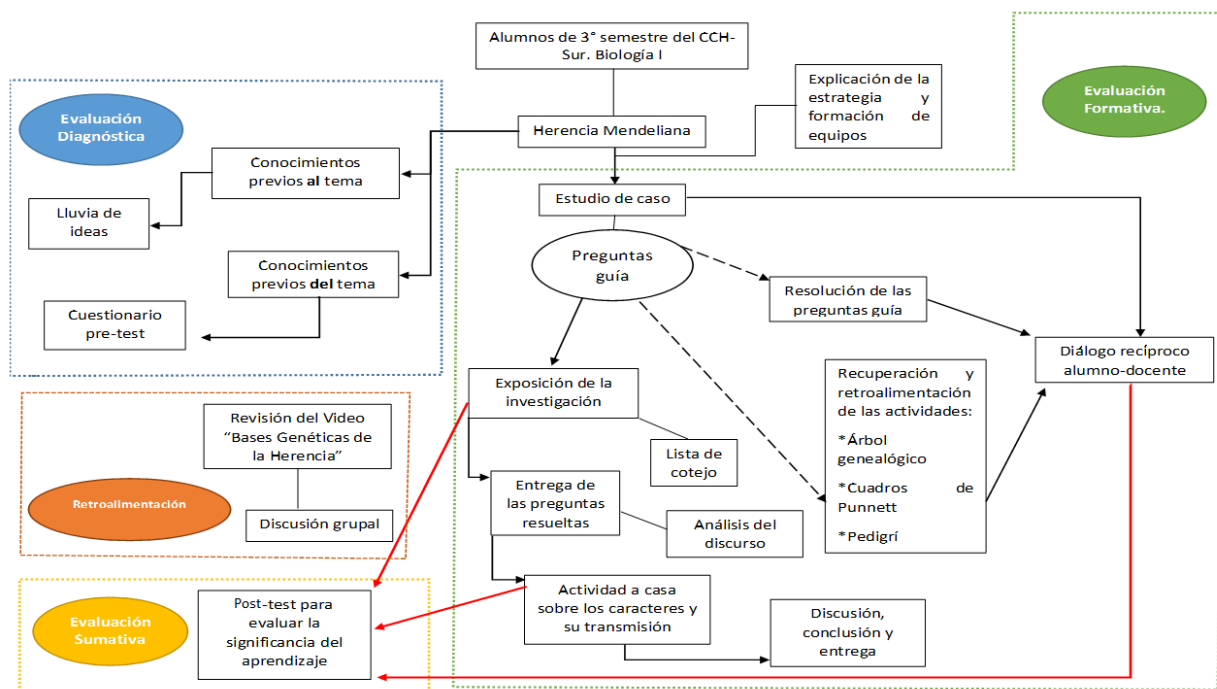 Alumnos de 3° semestre del CCH-
Sur. Biología I
Explicación de la
estrategia y
formación de
equipos
Evaluación
Formativa.
Evaluación
Diagnóstica
Herencia Mendeliana
Conocimientos
previos al tema
Estudio de caso
Lluvia de
ideas
Preguntas
guía
Conocimientos
previos del tema
Resolución de las
preguntas guía
Cuestionario
pre-test
Diálogo recíproco
alumno-docente
Exposición de la
investigación
Recuperación y
retroalimentación
de las actividades:
*Árbol
genealógico
*Cuadros de
Punnett
*Pedigrí
Revisión del Video
“Bases Genéticas de
la Herencia”
Lista de
cotejo
Retroalimentación
Entrega de
las preguntas
resueltas
Discusión grupal
Análisis del
discurso
Evaluación
Sumativa
Post-test para
evaluar la
significancia del
aprendizaje
Actividad a casa
sobre los caracteres y
su transmisión
Discusión,
conclusión y
entrega